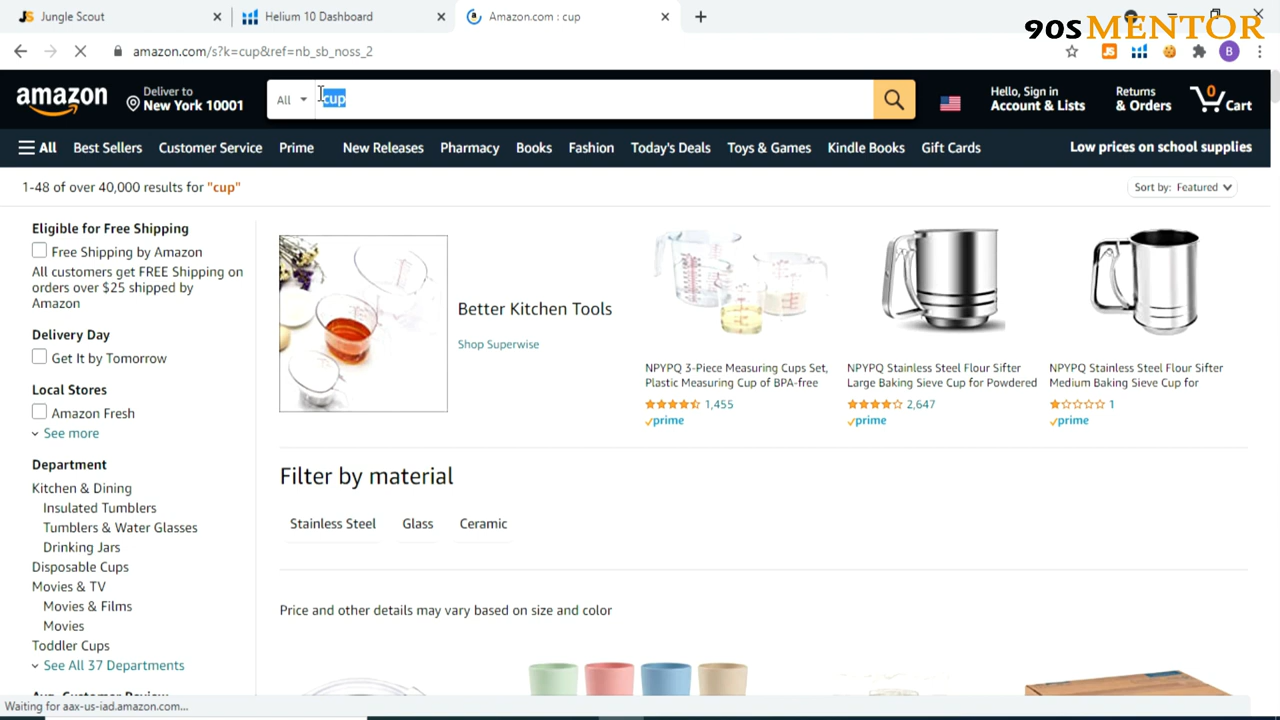 Jungle Scout
Helium 10 Dashboard
Amazon.com : cup
90S MENTOR
amazon.com/s?k=cup&ref=nb_sb_noss_2
JS
B
amazon
Deliver to
New York 10001
All
cup
Hello, Sign in
Account & Lists
Returns
& Orders
0
Cart
All
Best Sellers
Customer Service
Prime
New Releases
Pharmacy
Books
Fashion
Today's Deals
Toys & Games
Kindle Books
Gift Cards
Low prices on school supplies
1-48 of over 40,000 results for "cup"
Sort by: Featured
Eligible for Free Shipping
Free Shipping by Amazon
All customers get FREE Shipping on
orders over $25 shipped by
Amazon
Delivery Day
Get It by Tomorrow
Local Stores
Amazon Fresh
See more
Department
Kitchen & Dining
Insulated Tumblers
Tumblers & Water Glasses
Drinking Jars
Disposable Cups
Movies & TV
Movies & Films
Movies
Toddler Cups
See All 37 Departments
Avg. Customer Review
Better Kitchen Tools
Shop Superwise
NPYPQ 3-Piece Measuring Cups Set,
Plastic Measuring Cup of BPA-free
1,455
prime
NPYPQ Stainless Steel Flour Sifter
Large Baking Sieve Cup for Powdered
2,647
prime
NPYPQ Stainless Steel Flour Sifter
Medium Baking Sieve Cup for
1
prime
Filter by material
Stainless Steel
Glass
Ceramic
Price and other details may vary based on size and color
Waiting for aax-us-iad.amazon.com...